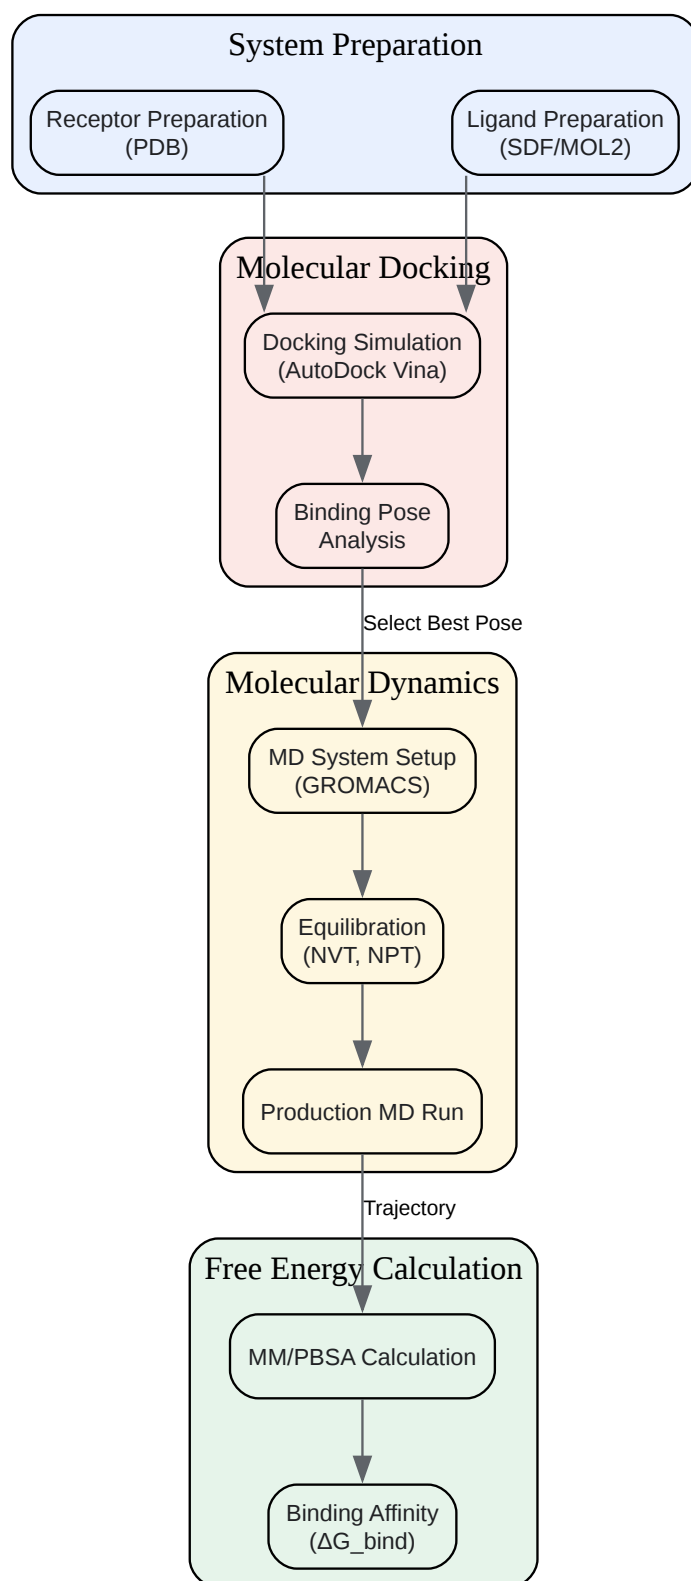 System Preparation
Receptor Preparation
(PDB)
Ligand Preparation
(SDF/MOL2)
Molecular Docking
Docking Simulation
(AutoDock Vina)
Binding Pose
Analysis
Select Best Pose
Molecular Dynamics
MD System Setup
(GROMACS)
Equilibration
(NVT, NPT)
Production MD Run
Trajectory
Free Energy Calculation
MM/PBSA Calculation
Binding Affinity
(ΔG_bind)